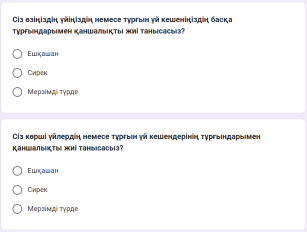 Сіз өзіңіздің үйіңіздің немесе тұрғын үй кешеніңіздің басқа
тұрғындарымен қаншалықты жиі танысасыз?
Ешқашан
Сирек
Мерзімді түрде
Сіз көрші үйлердің немесе тұрғын үй кешендерінің тұрғындарымен
қаншалықты жиі танысасыз?
Ешқашан
Сирек
Мерзімді түрде